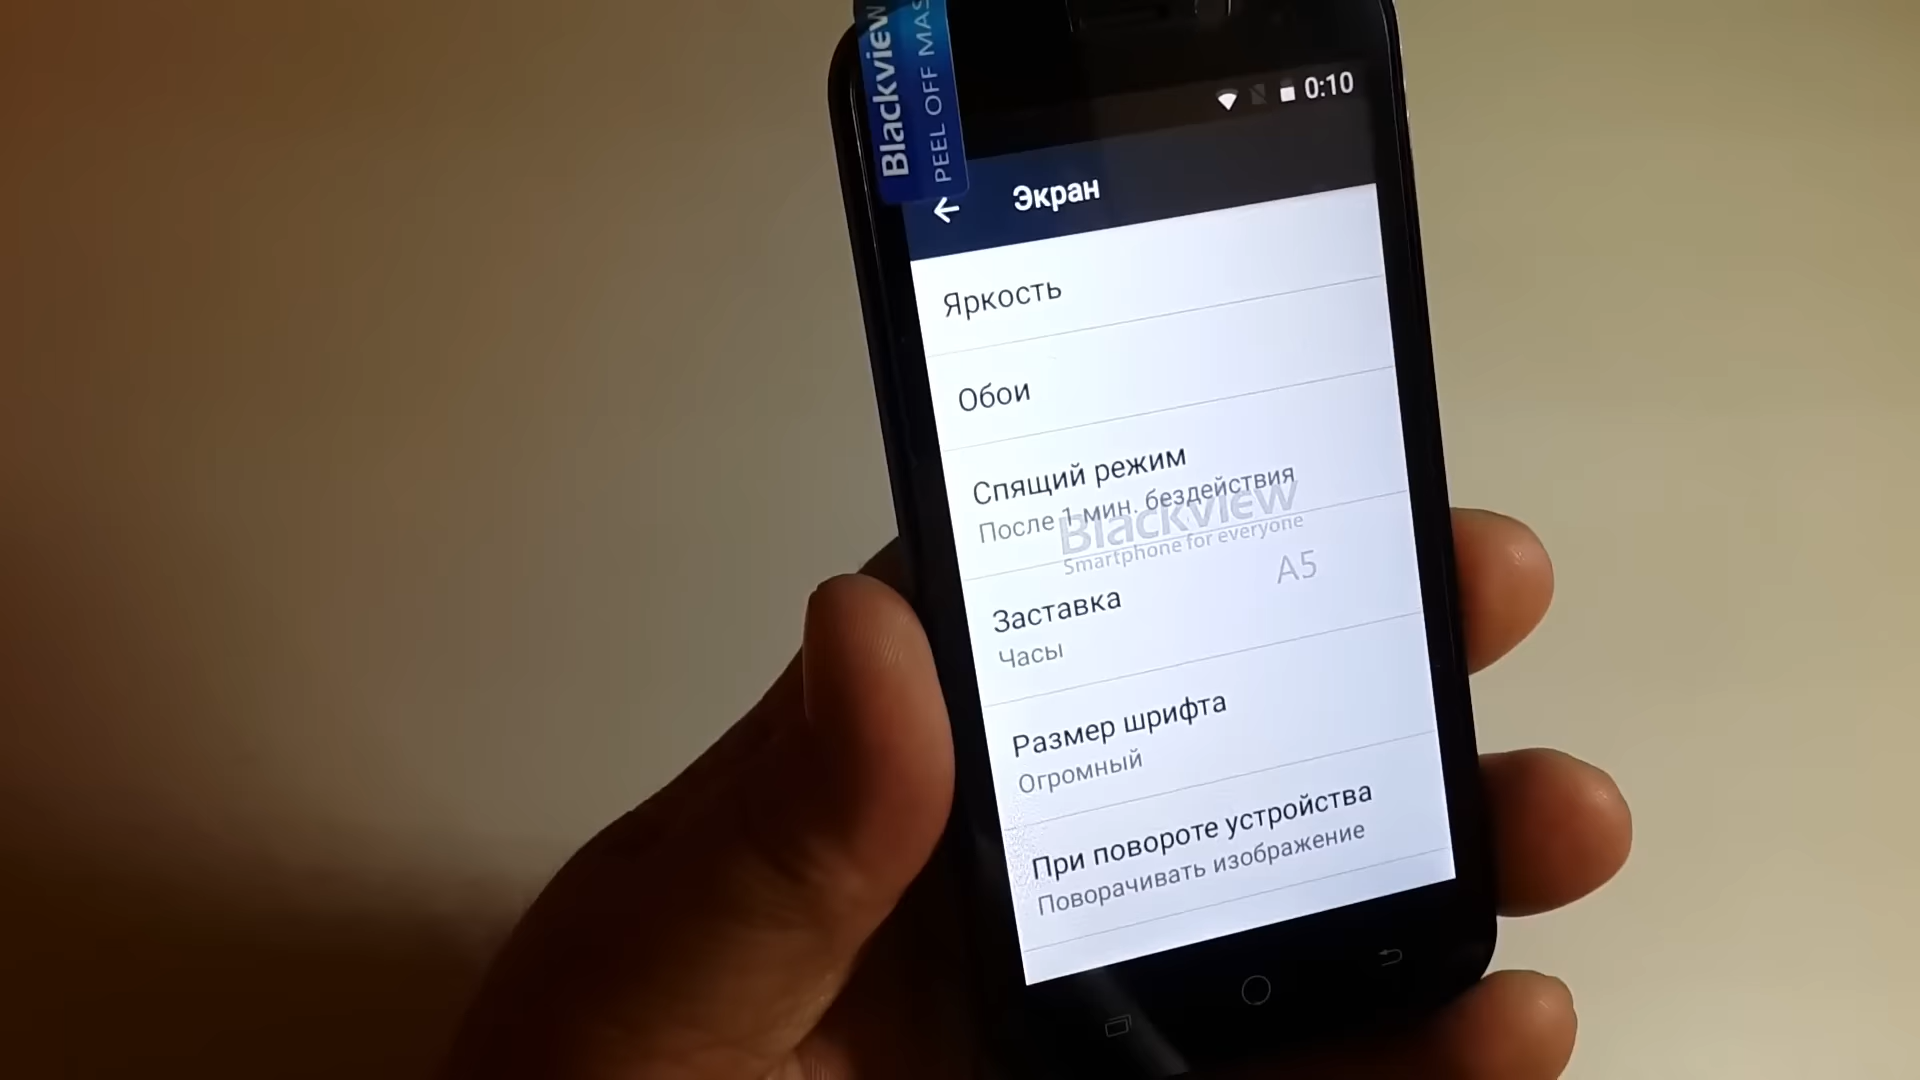 Blackview
PEEL OFF
0:10
Экран
Яркость
Обои
Спящий режим
После 1 мин. бездействия
Blackview
Smartphone for everyone
A5
Заставка
Часы
Размер шрифта
Огромный
При повороте устройства
Поворачивать изображение